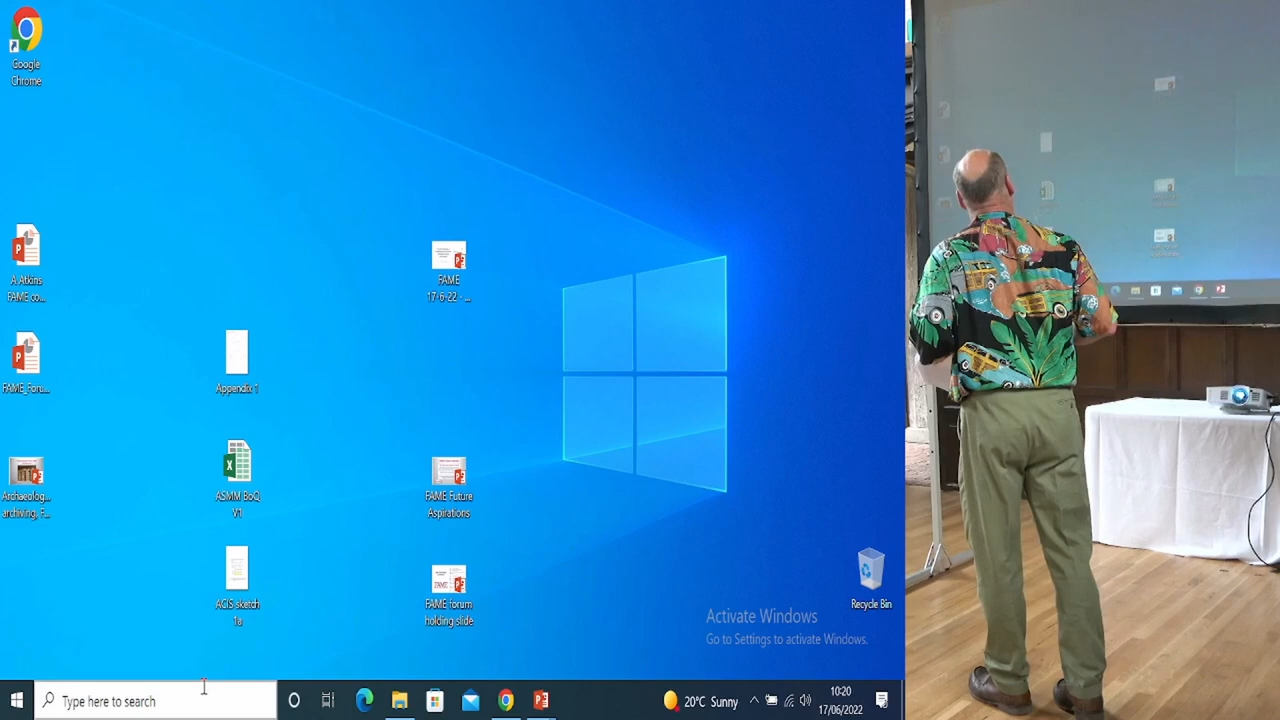 Google
Chrome
A Atkins
FAME co...
FAME_Foru...
Archaeolog...
archiving, F...
Appendix 1
ASMM BoQ
V1
ACIS sketch
1a
FAME
17-6-22 - ...
FAME Future
Aspirations
FAME forum
holding slide
Recycle Bin
Activate Windows
Go to Settings to activate Windows.
Type here to search
20°C Sunny
10:20
17/06/2022